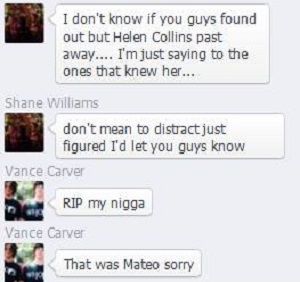 I don't know if you guys found
out but Helen Collins past
away.... I'm just saying to the
ones that knew her...
Shane Williams
don't mean to distract just
figured I'd let you guys know
Vance Carver
RIP my nigga
Vance Carver
That was Mateo sorry